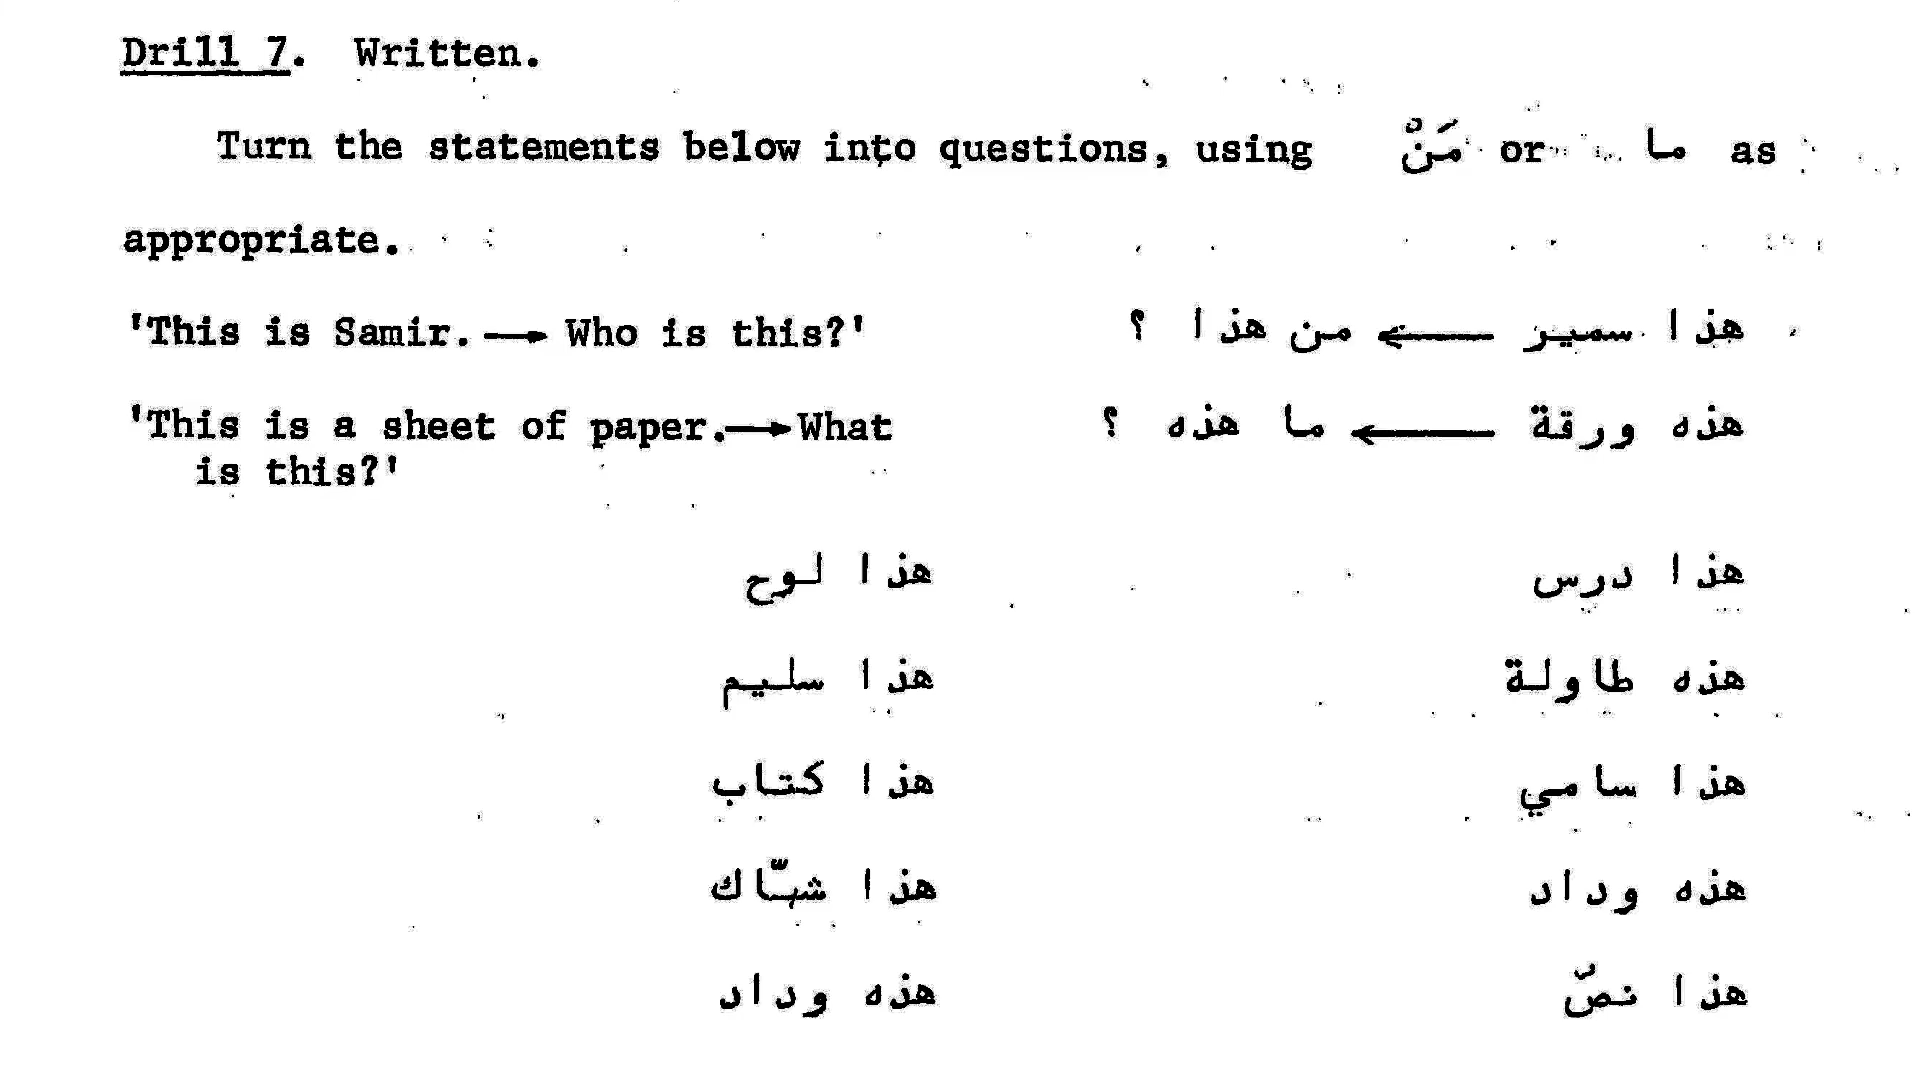 Drill 7. Written.
Turn the statements below into questions, using مَنْ or ما as
appropriate.
'This is Samir. → Who is this?' هذا سمير ← من هذا ؟
'This is a sheet of paper. → What هذه ورقة ← ما هذه ؟
is this?'
هذا درس هذا لوح
هذه طاولة هذا سليم
هذا سامي هذا كتاب
هذه وداد هذا شبّاك
هذا نصّ هذه وداد